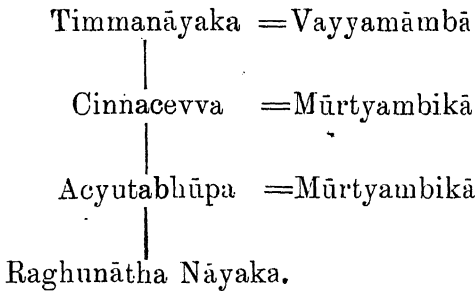 Timmanāyaka = Vayyamāmbā
Cinnacevva = Mūrtyambikā
Acyutabhūpa = Mūrtyambikā
Raghunātha Nāyaka.